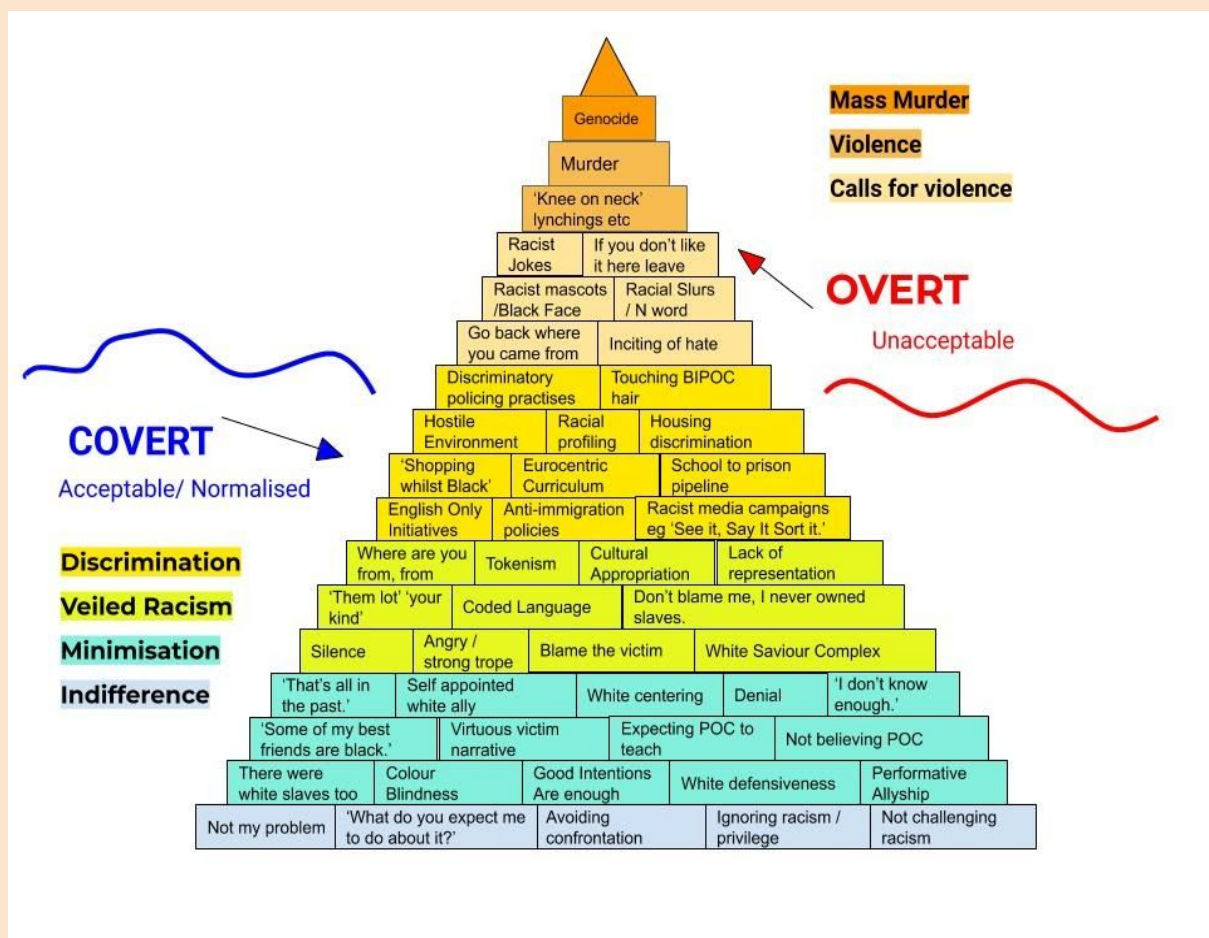 Genocide
Mass Murder
Murder
Violence
Calls for violence
‘Knee on neck’
lynchings etc
Racist
Jokes
If you don’t like
it here leave
OVERT
Unacceptable
Racist mascots
/Black Face
Racial Slurs
/ N word
Go back where
you came from
Inciting of hate
Discriminatory
policing practises
Touching BIPOC
hair
COVERT
Acceptable/ Normalised
Hostile
Environment
Racial
profiling
Housing
discrimination
‘Shopping
whilst Black’
Eurocentric
Curriculum
School to prison
pipeline
English Only
Initiatives
Anti-immigration
policies
Racist media campaigns
eg ‘See it, Say It Sort it.’
Discrimination
Veiled Racism
Minimisation
Indifference
Where are you
from, from
Tokenism
Cultural
Appropriation
Lack of
representation
‘Them lot’ ‘your
kind’
Coded Language
Don’t blame me, I never owned
slaves.
Silence
Angry /
strong trope
Blame the victim
White Saviour Complex
‘That’s all in
the past.’
Self appointed
white ally
White centering
Denial
‘I don’t know
enough.’
‘Some of my best
friends are black.’
Virtuous victim
narrative
Expecting POC to
teach
Not believing POC
There were
white slaves too
Colour
Blindness
Good Intentions
Are enough
White defensiveness
Performative
Allyship
Not my problem
‘What do you expect me
to do about it?’
Avoiding
confrontation
Ignoring racism /
privilege
Not challenging
racism